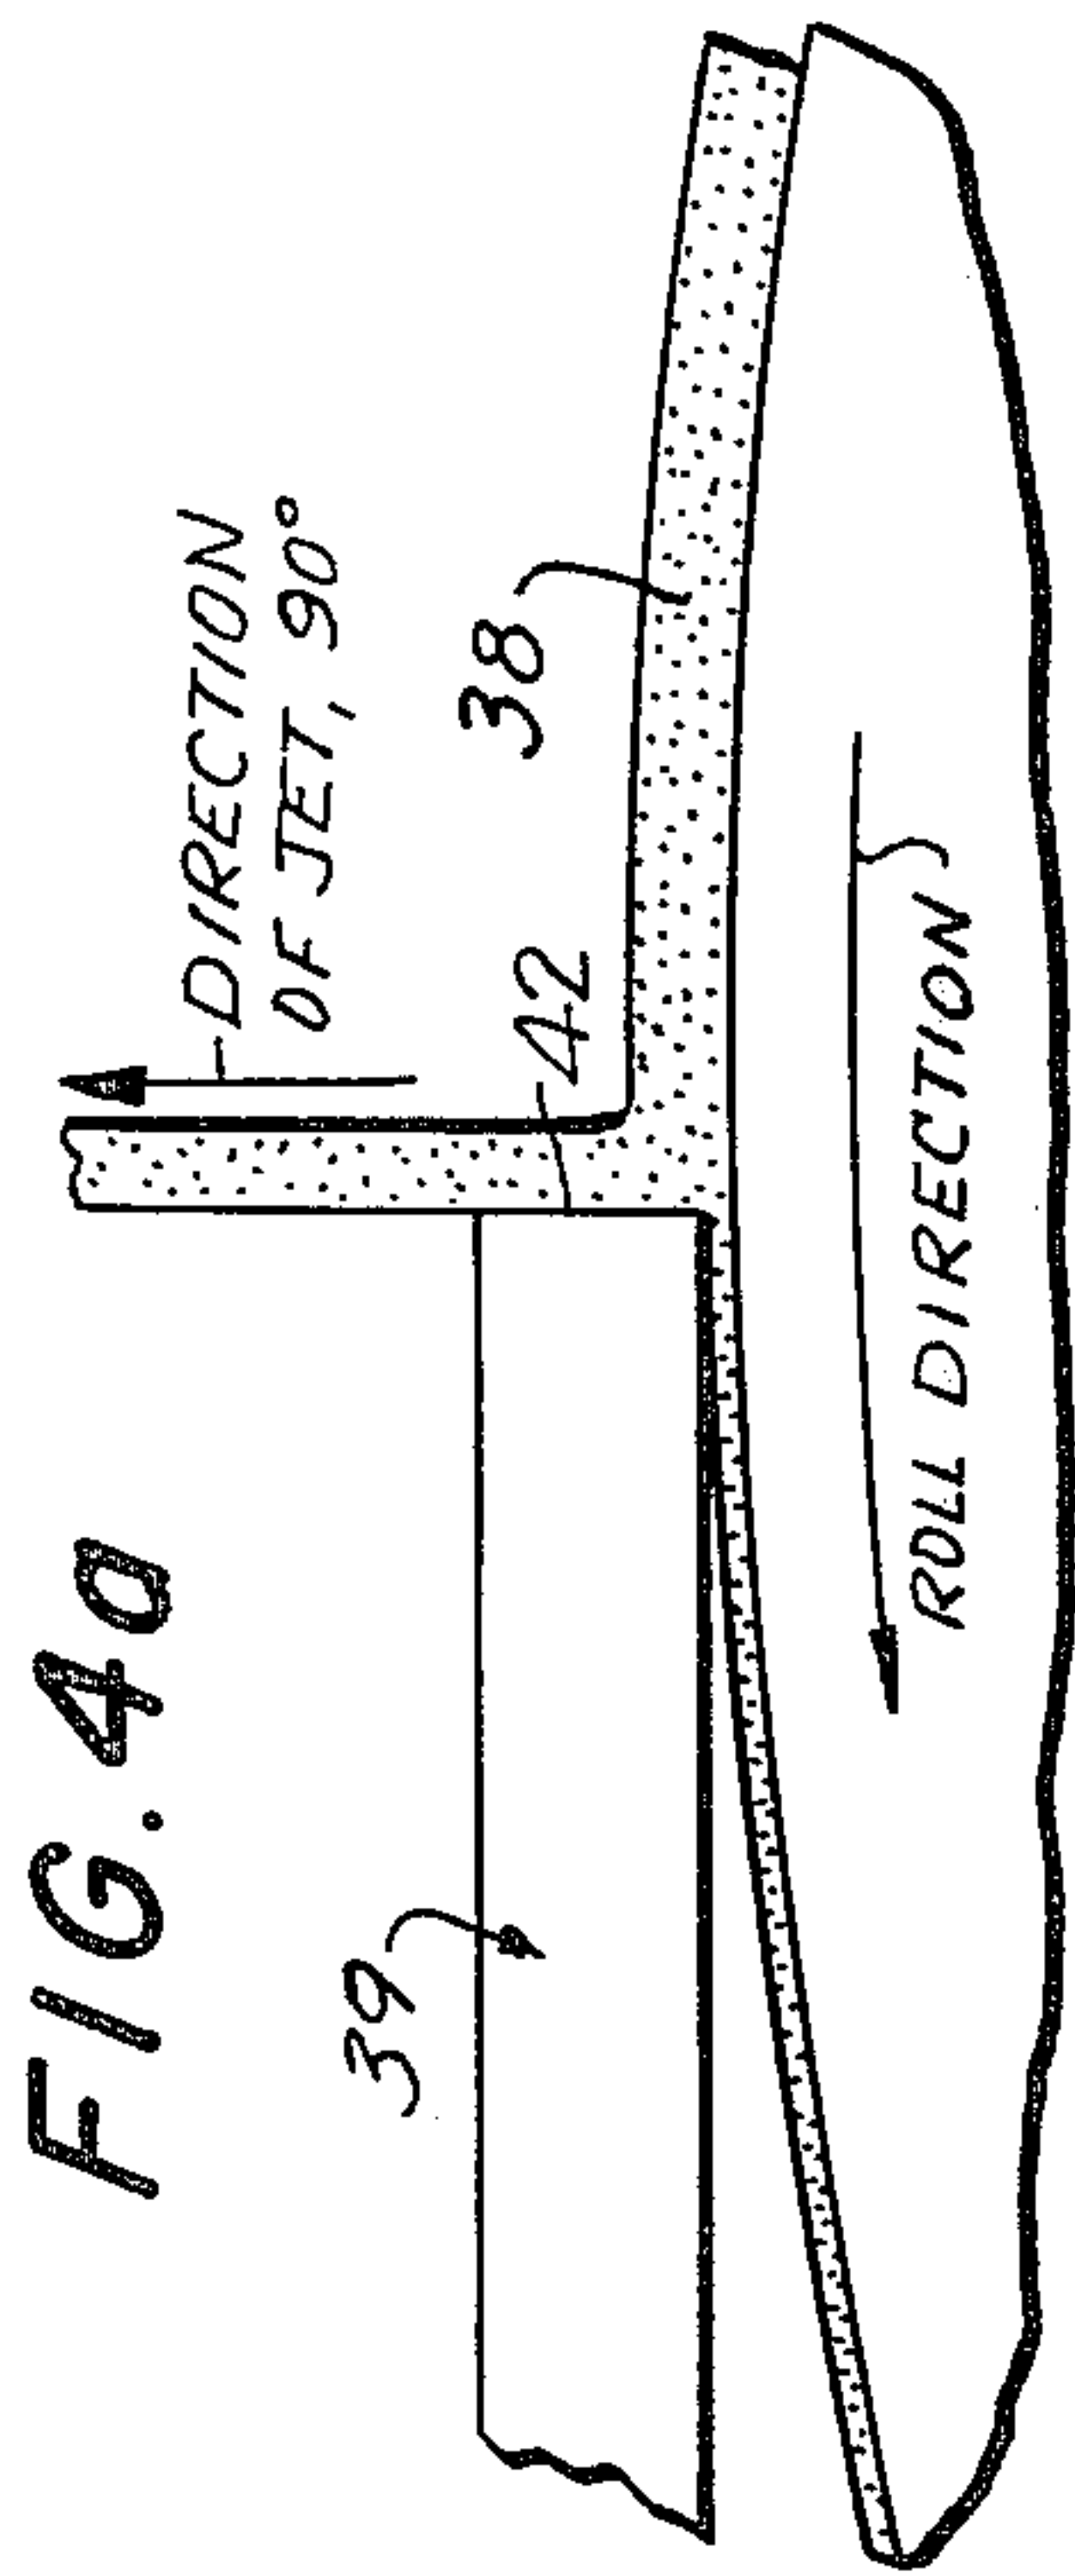 FIG. 4a
DIRECTION
OF JET, 90°
39
42
38
ROLL DIRECTION